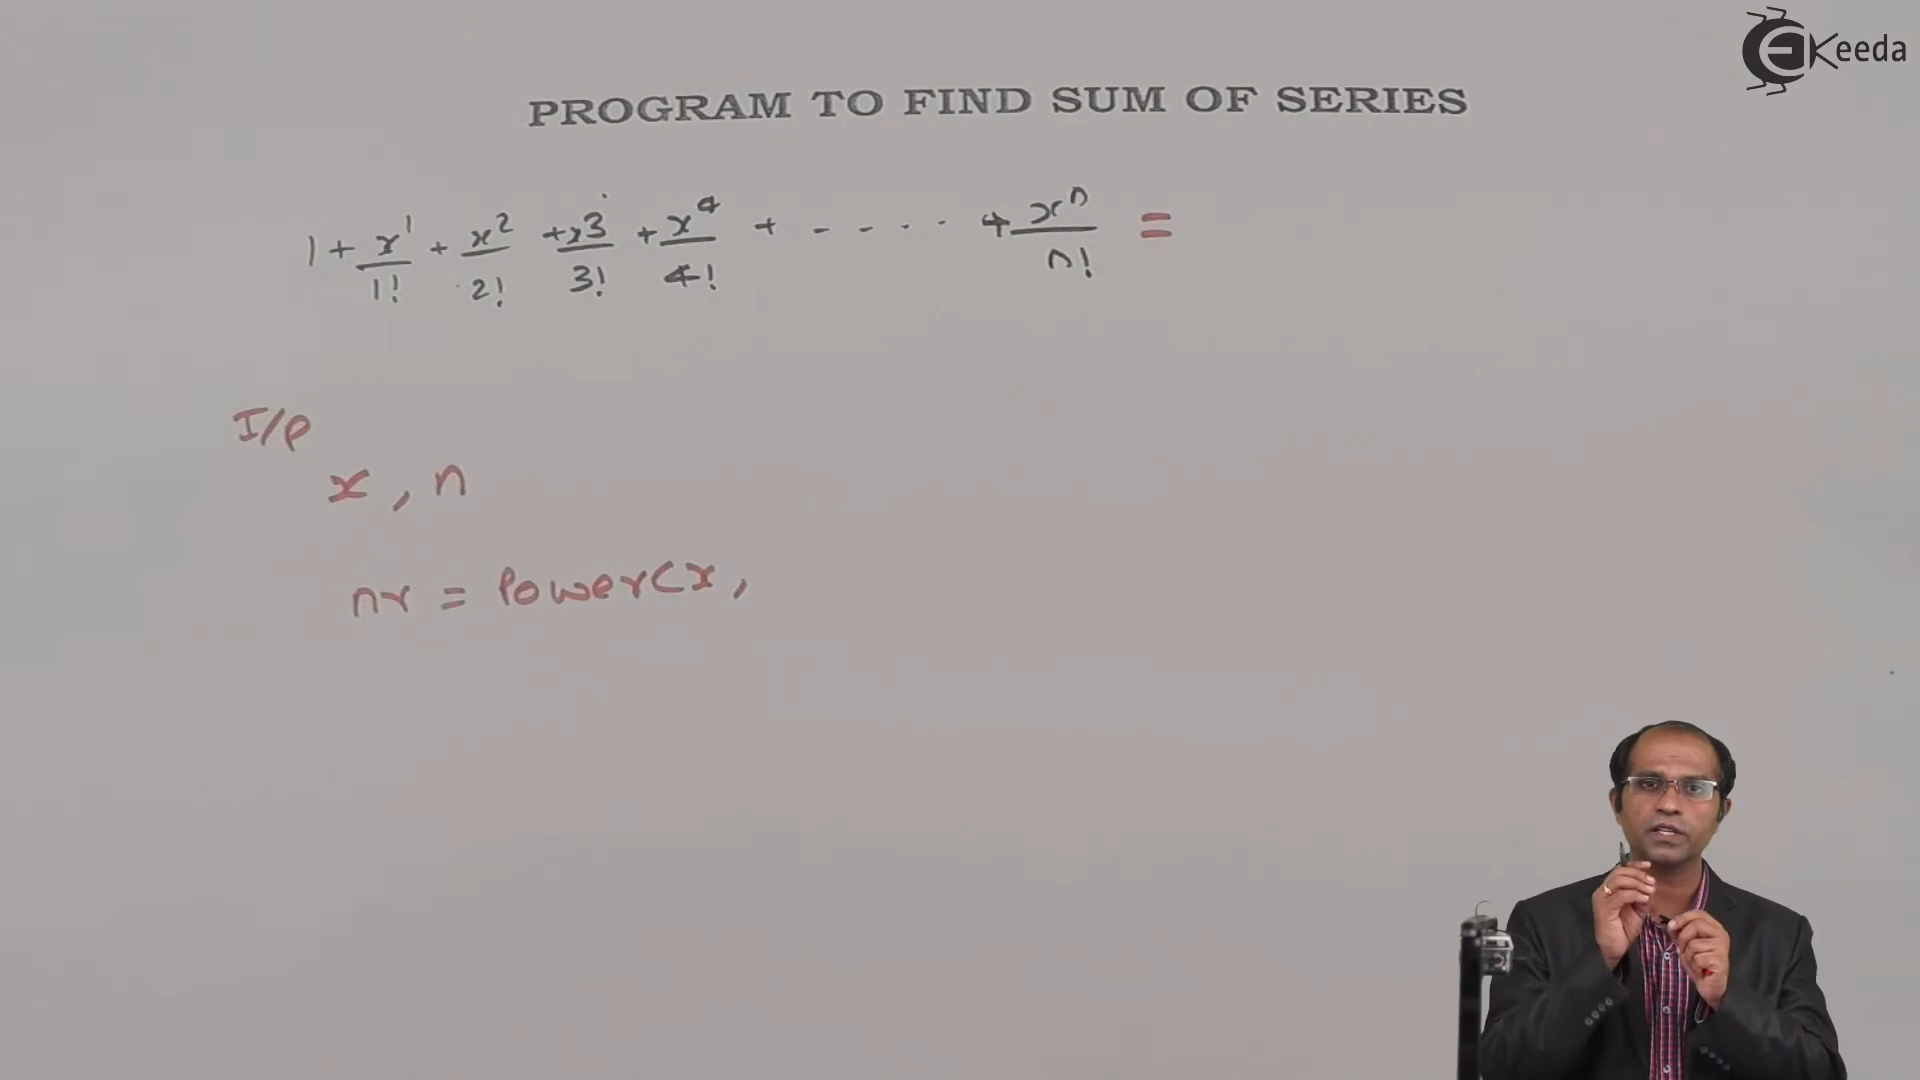 Keeda
PROGRAM TO FIND SUM OF SERIES
1 + x¹/1! + x²/2! + x³/3! + x⁴/4! + - - - - + xⁿ/n! =
I/P
x , n
nr = Power(x,